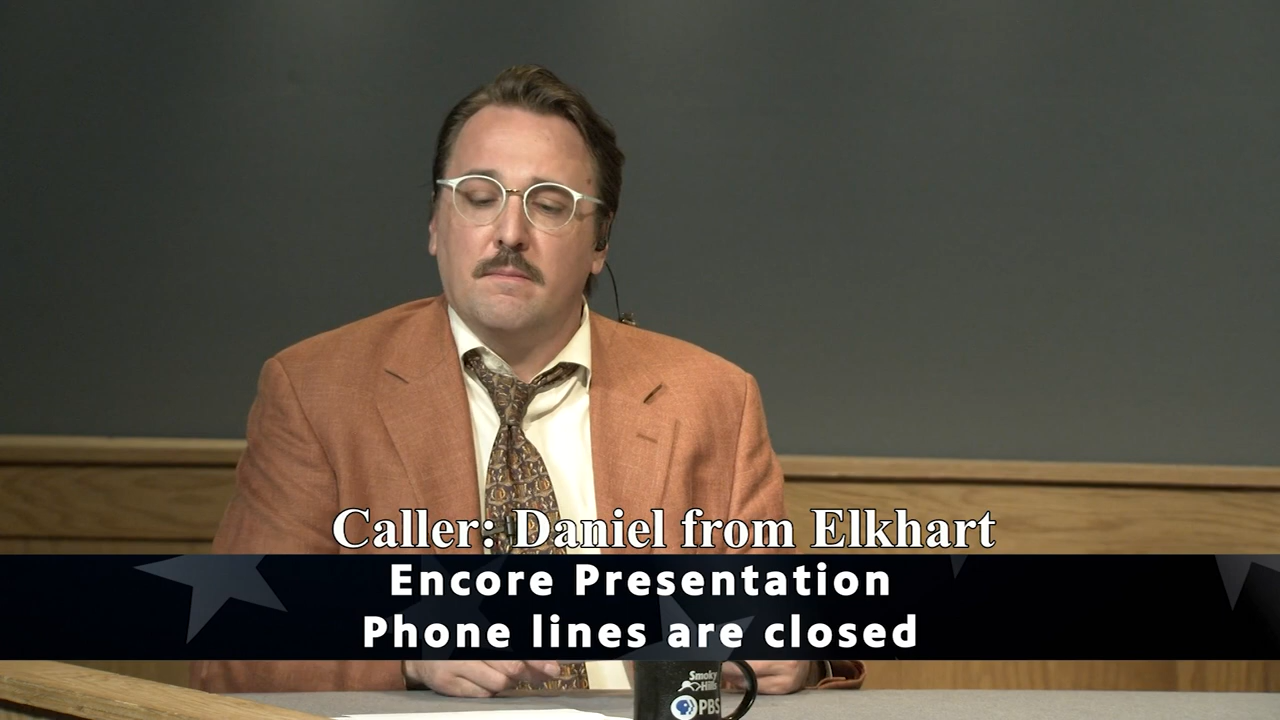 Caller: Daniel from Elkhart
Encore Presentation
Phone lines are closed
Smoky
Hills
PBS